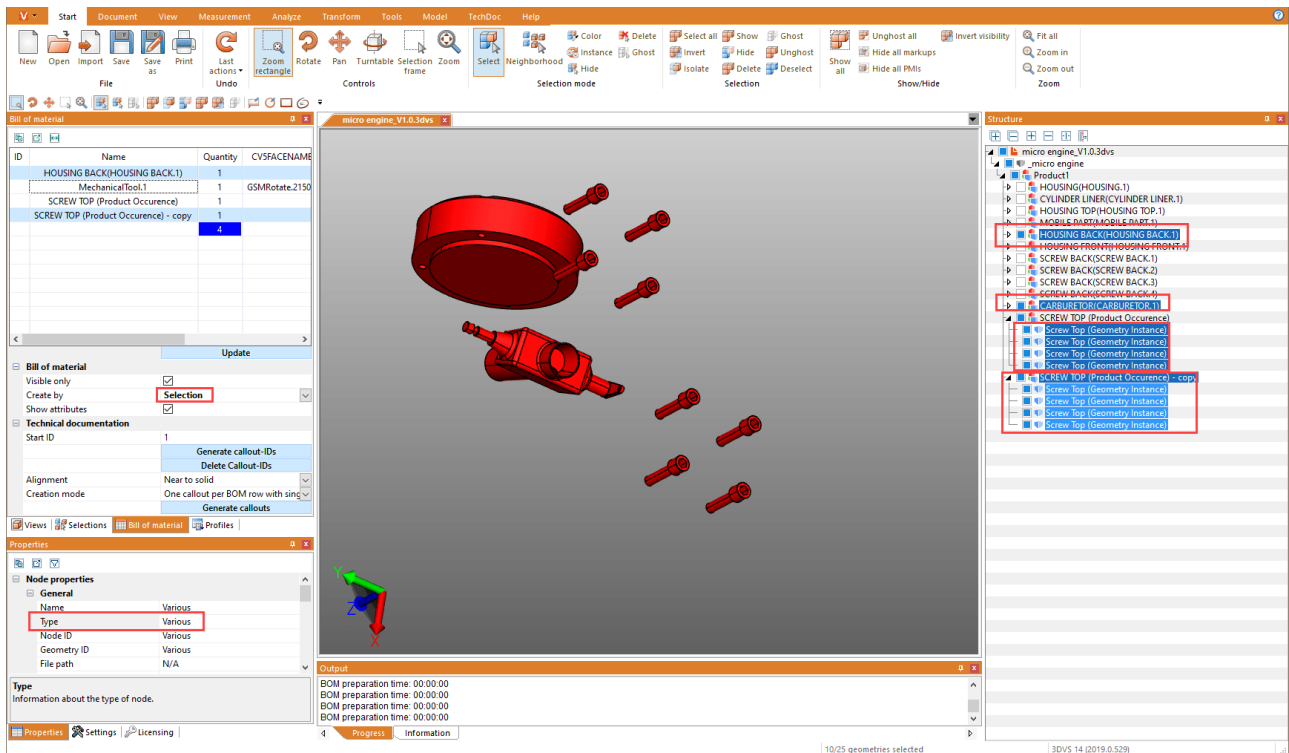 V Start Document View Measurement Analyze Transform Tools Model TechDoc Help
New Open Import Save Save as Print Last actions Zoom rectangle Rotate Pan Turntable Selection frame Zoom Select Neighborhood
Color Delete Select all Show Ghost Unghost all Invert visibility Fit all
Instance Ghost Invert Hide Unghost Show all Hide all markups Zoom in
Hide Isolate Delete Deselect Hide all PMIs Zoom out
File Undo Controls Selection mode Selection Show/Hide Zoom
Bill of material
ID Name Quantity CV5FACENAME
HOUSING BACK(HOUSING BACK.1) 1
MechanicalTool.1 1 GSMRotate.2150
SCREW TOP (Product Occurence) 1
SCREW TOP (Product Occurence) - copy 1
4
Update
Bill of material
Visible only
Create by Selection
Show attributes
Technical documentation
Start ID 1
Generate callout-IDs
Delete Callout-IDs
Alignment Near to solid
Creation mode One callout per BOM row with sing
Generate callouts
Views Selections Bill of material Profiles
Properties
Node properties
General
Name Various
Type Various
Node ID Various
Geometry ID Various
File path N/A
Type
Information about the type of node.
Properties Settings Licensing
micro engine_V1.0.3dvs
Y
Z
X
Output
BOM preparation time: 00:00:00
BOM preparation time: 00:00:00
BOM preparation time: 00:00:00
BOM preparation time: 00:00:00
Progress Information
Structure
micro engine_V1.0.3dvs
_micro engine
Product1
HOUSING(HOUSING.1)
CYLINDER LINER(CYLINDER LINER.1)
HOUSING TOP(HOUSING TOP.1)
MOBILE PART(MOBILE PART.1)
HOUSING BACK(HOUSING BACK.1)
HOUSING FRONT(HOUSING FRONT.1)
SCREW BACK(SCREW BACK.1)
SCREW BACK(SCREW BACK.2)
SCREW BACK(SCREW BACK.3)
SCREW BACK(SCREW BACK.4)
CARBURETOR(CARBURETOR.1)
SCREW TOP (Product Occurence)
Screw Top (Geometry Instance)
Screw Top (Geometry Instance)
Screw Top (Geometry Instance)
Screw Top (Geometry Instance)
SCREW TOP (Product Occurence) - copy
Screw Top (Geometry Instance)
Screw Top (Geometry Instance)
Screw Top (Geometry Instance)
Screw Top (Geometry Instance)
10/25 geometries selected 3DVS 14 (2019.0.529)